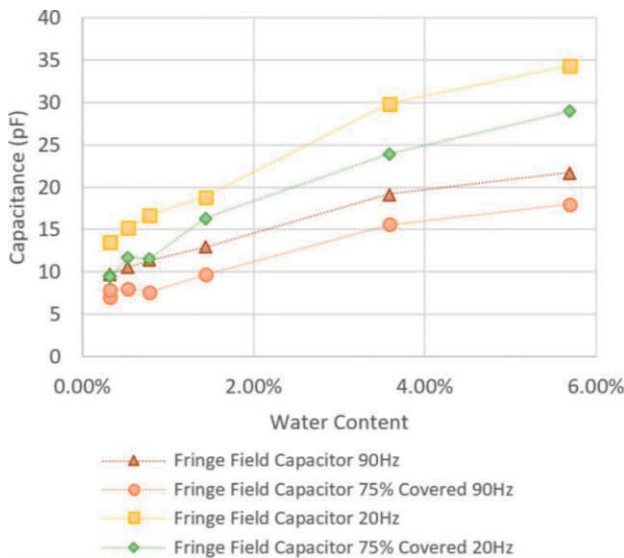 40
35
30
25
20
15
10
5
0
Capacitance (pF)
0.00% 2.00% 4.00% 6.00%
Water Content
Fringe Field Capacitor 90Hz
Fringe Field Capacitor 75% Covered 90Hz
Fringe Field Capacitor 20Hz
Fringe Field Capacitor 75% Covered 20Hz